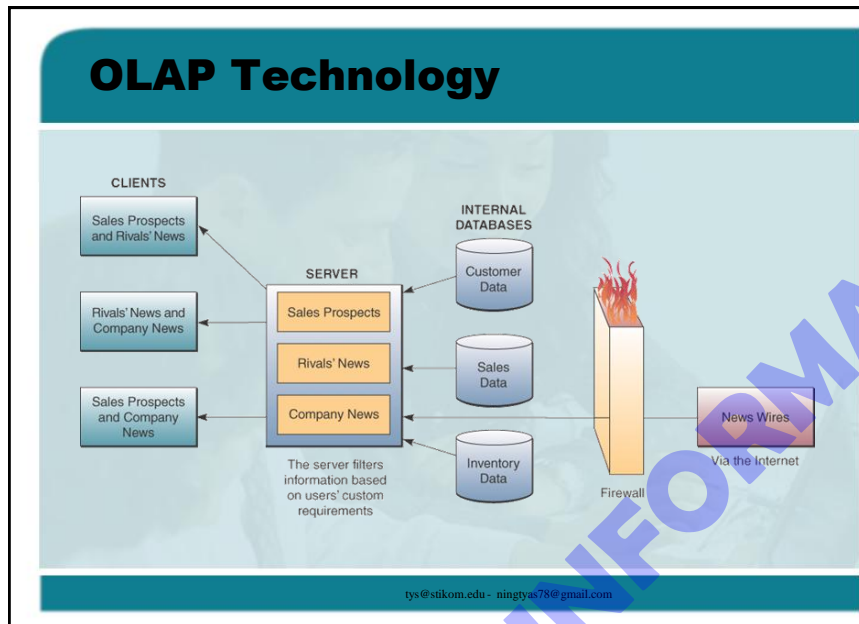 OLAP Technology
CLIENTS
Sales Prospects
and Rivals' News
Rivals' News and
Company News
Sales Prospects
and Company
News
SERVER
Sales Prospects
Rivals' News
Company News
The server filters
information based
on users' custom
requirements
INTERNAL
DATABASES
Customer
Data
Sales
Data
Inventory
Data
Firewall
News Wires
Via the Internet
tys@stikom.edu - ningtyas78@gmail.com